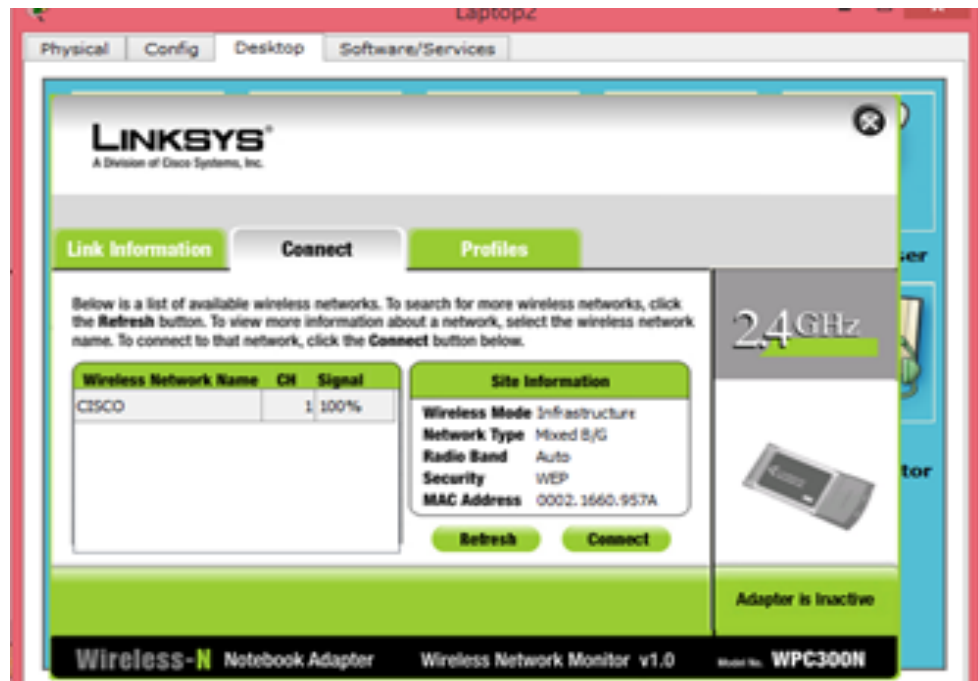 Laptop2
Physical Config Desktop Software/Services
LINKSYS®
A Division of Cisco Systems, Inc.
Link Information Connect Profiles
ser
Below is a list of available wireless networks. To search for more wireless networks, click
the Refresh button. To view more information about a network, select the wireless network
name. To connect to that network, click the Connect button below.
2.4GHz
Wireless Network Name CH Signal
CISCO 1 100%
Site Information
Wireless Mode Infrastructure
Network Type Mixed B/G
Radio Band Auto
Security WEP
MAC Address 0002.1660.957A
tor
Refresh Connect
Adapter is Inactive
Wireless-N Notebook Adapter Wireless Network Monitor v1.0 Model No. WPC300N